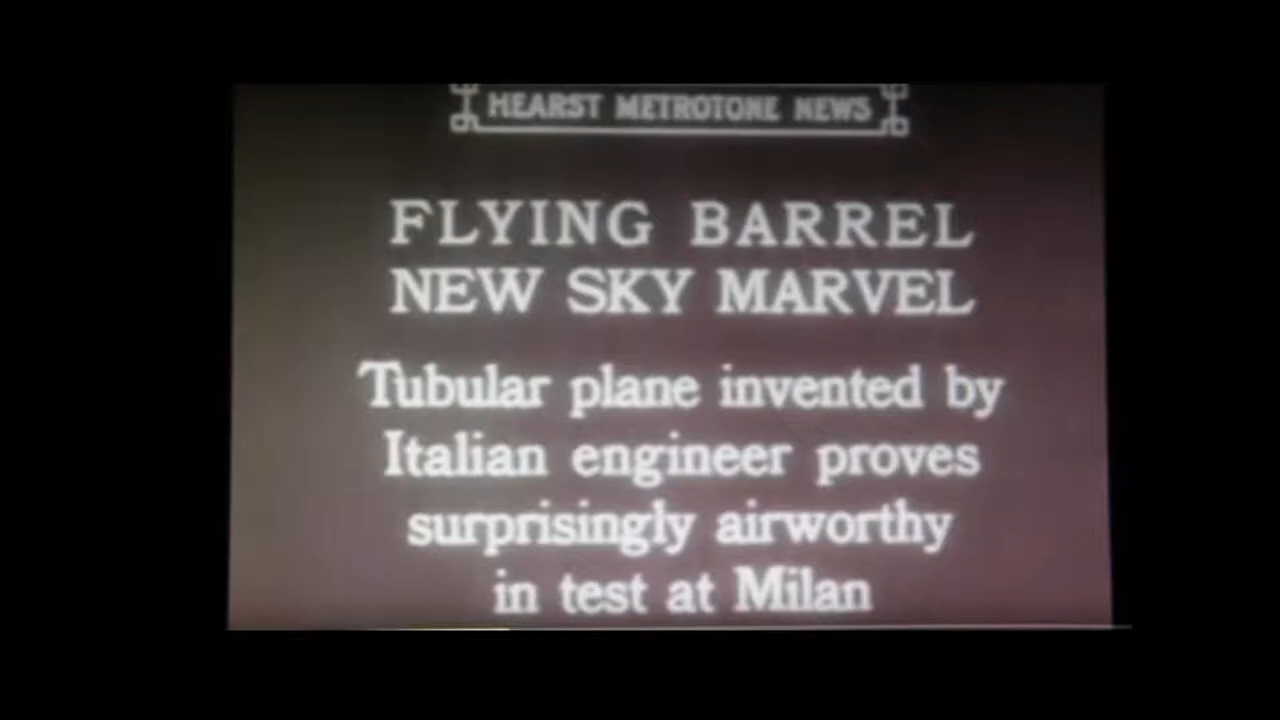 HEARST METROTONE NEWS
FLYING BARREL
NEW SKY MARVEL
Tubular plane invented by
Italian engineer proves
surprisingly airworthy
in test at Milan